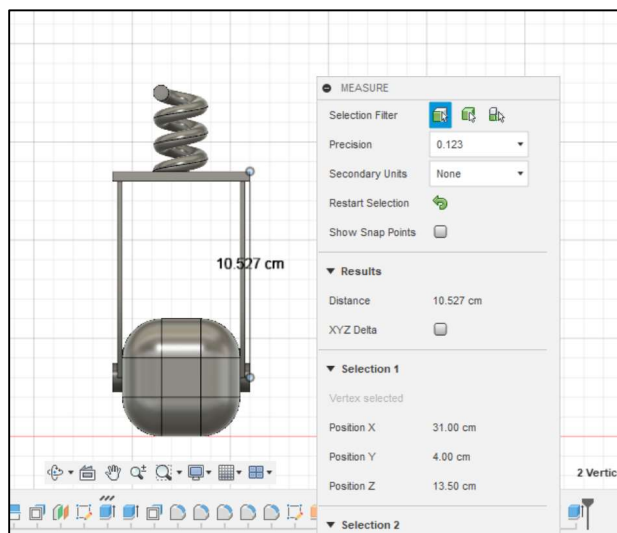 MEASURE
Selection Filter
Precision 0.123
Secondary Units None
Restart Selection
Show Snap Points
▼ Results
Distance 10.527 cm
XYZ Delta
▼ Selection 1
Vertex selected
Position X 31.00 cm
Position Y 4.00 cm
Position Z 13.50 cm
▼ Selection 2
10.527 cm
2 Vertic